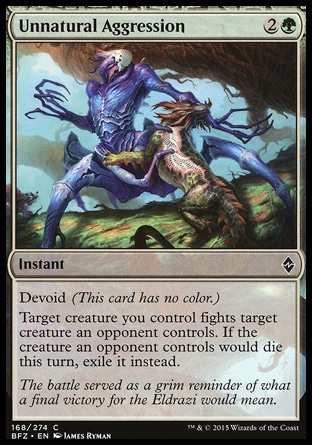 Unnatural Aggression 2
Instant
Devoid (This card has no color.)
Target creature you control fights target
creature an opponent controls. If the
creature an opponent controls would die
this turn, exile it instead.
The battle served as a grim reminder of what
a final victory for the Eldrazi would mean.
168/274 C
BFZ • EN James Ryman
™ & © 2015 Wizards of the Coast